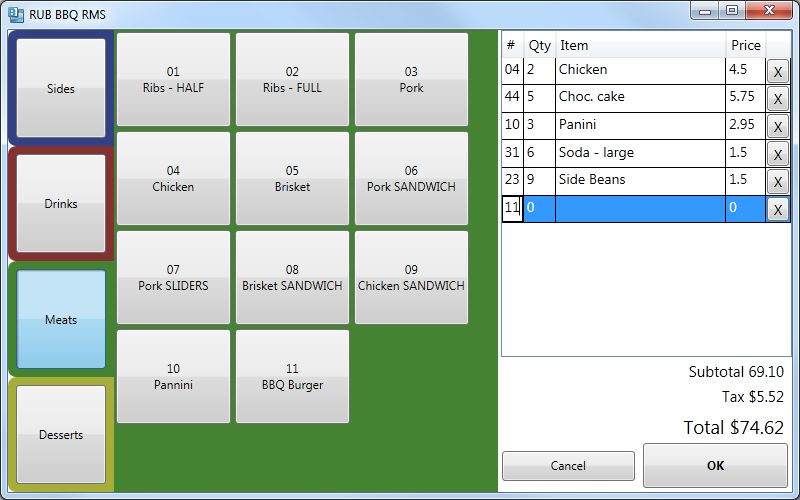 RUB BBQ RMS
Sides
Drinks
Meats
Desserts
01
Ribs - HALF
02
Ribs - FULL
03
Pork
04
Chicken
05
Brisket
06
Pork SANDWICH
07
Pork SLIDERS
08
Brisket SANDWICH
09
Chicken SANDWICH
10
Pannini
11
BBQ Burger
# Qty Item Price
04 2 Chicken 4.5 X
44 5 Choc. cake 5.75 X
10 3 Panini 2.95 X
31 6 Soda - large 1.5 X
23 9 Side Beans 1.5 X
11 0 0 X
Subtotal 69.10
Tax $5.52
Total $74.62
Cancel
OK